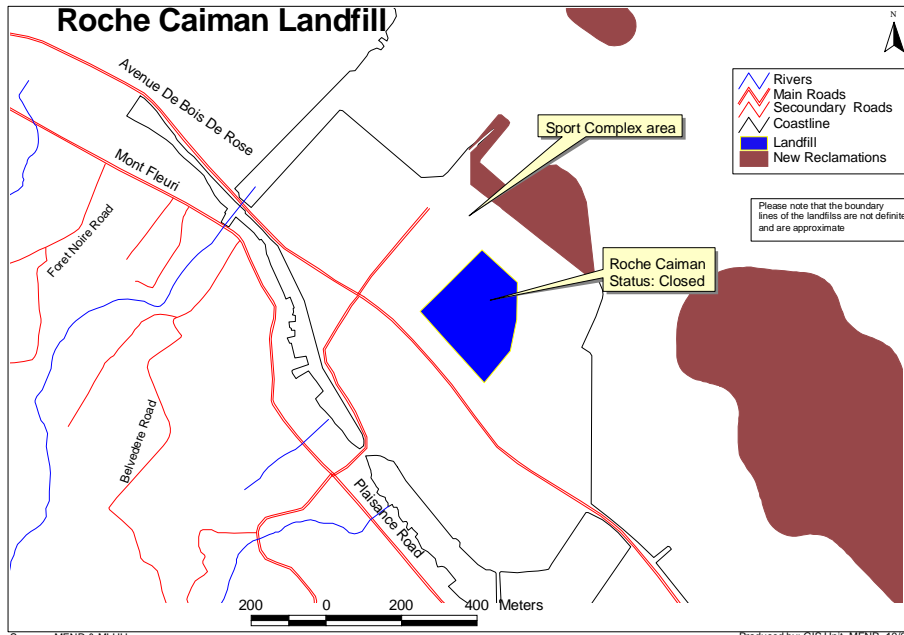 Roche Caiman Landfill
N
Avenue De Bois De Rose
Sport Complex area
Rivers
Main Roads
Secoundary Roads
Coastline
Landfill
New Reclamations
Mont Fleuri
Please note that the boundary
lines of the landfilss are not definite
and are approximate
Foret Noire Road
Roche Caiman
Status: Closed
Belvedere Road
Plaisance Road
200 0 200 400 Meters